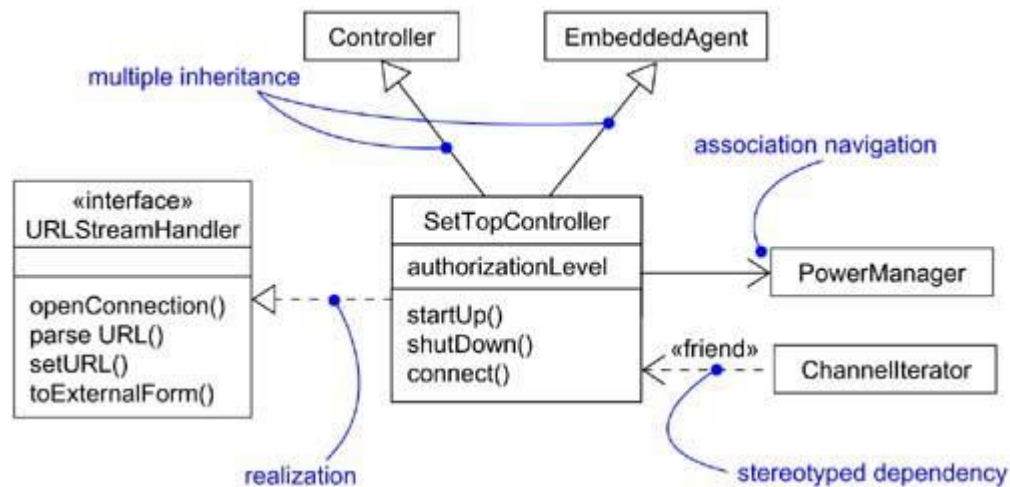 Controller
EmbeddedAgent
multiple inheritance
association navigation
«interface»
URLStreamHandler
openConnection()
parse URL()
setURL()
toExternalForm()
SetTopController
authorizationLevel
startUp()
shutDown()
connect()
PowerManager
«friend»
ChannelIterator
realization
stereotyped dependency